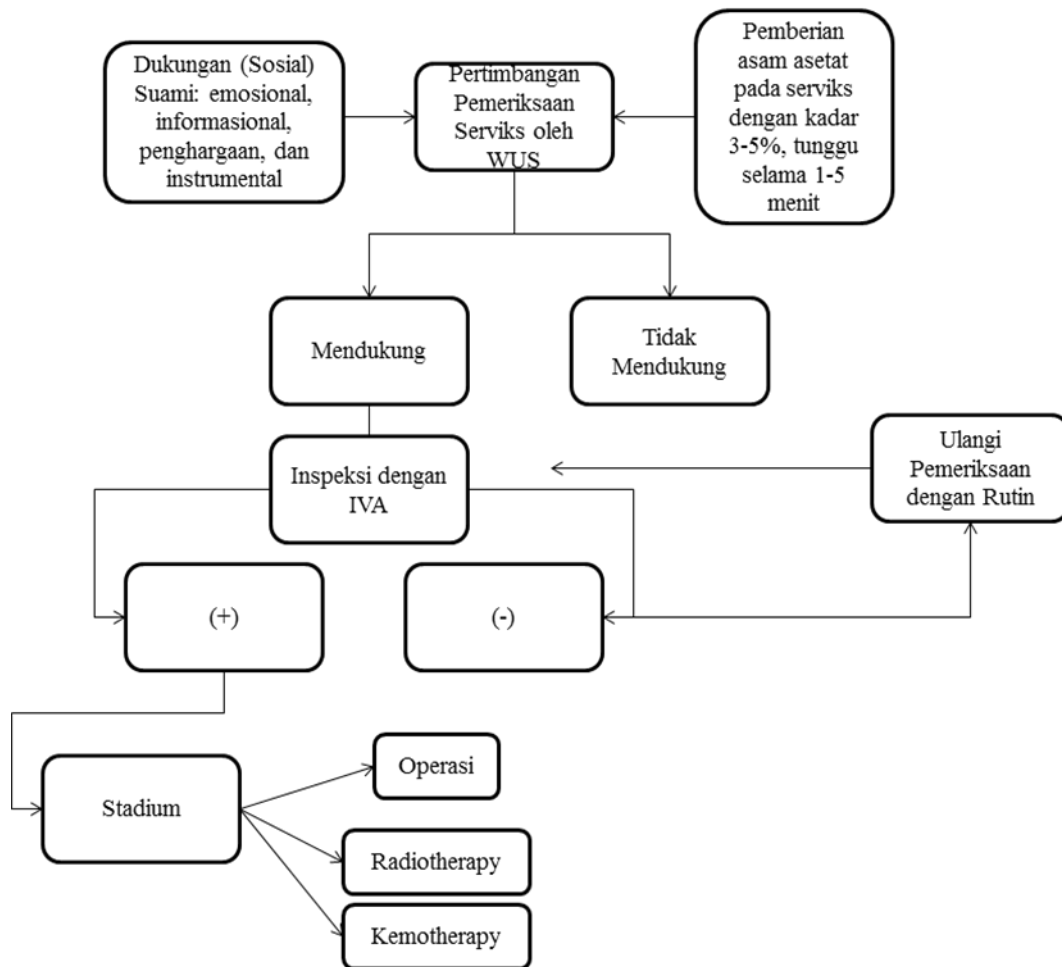 Dukungan (Sosial)
Suami: emosional,
informasional,
penghargaan, dan
instrumental
Pertimbangan
Pemeriksaan
Serviks oleh
WUS
Pemberian
asam asetat
pada serviks
dengan kadar
3-5%, tunggu
selama 1-5
menit
Mendukung
Tidak
Mendukung
Inspeksi dengan
IVA
Ulangi
Pemeriksaan
dengan Rutin
(+)
(-)
Stadium
Operasi
Radiotherapy
Kemotherapy